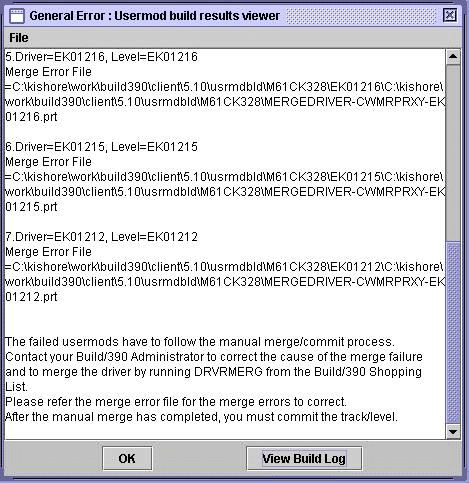 General Error : Usermod build results viewer
File
5.Driver=EK01216, Level=EK01216
Merge Error File
=C:\kishore\work\build390\client\5.10\usrmdbld\M61CK328\EK01216\C:\kishore\
work\build390\client\5.10\usrmdbld\M61CK328\MERGEDRIVER-CWMRPRXY-EK
01216.prt
6.Driver=EK01215, Level=EK01215
Merge Error File
=C:\kishore\work\build390\client\5.10\usrmdbld\M61CK328\EK01215\C:\kishore\
work\build390\client\5.10\usrmdbld\M61CK328\MERGEDRIVER-CWMRPRXY-EK
01215.prt
7.Driver=EK01212, Level=EK01212
Merge Error File
=C:\kishore\work\build390\client\5.10\usrmdbld\M61CK328\EK01212\C:\kishore\
work\build390\client\5.10\usrmdbld\M61CK328\MERGEDRIVER-CWMRPRXY-EK
01212.prt
The failed usermods have to follow the manual merge/commit process.
Contact your Build/390 Administrator to correct the cause of the merge failure
and to merge the driver by running DRVRMERG from the Build/390 Shopping
List.
Please refer the merge error file for the merge errors to correct.
After the manual merge has completed, you must commit the track/level.
OK
View Build Log